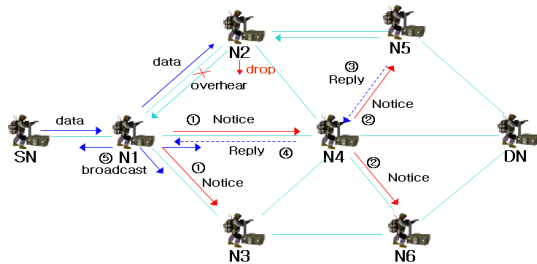 N2
N5
data
drop
overhear
③
Reply
Notice
②
data
① Notice
SN
N1
Reply ④
N4
DN
⑤
broadcast
①
Notice
②
Notice
N3
N6